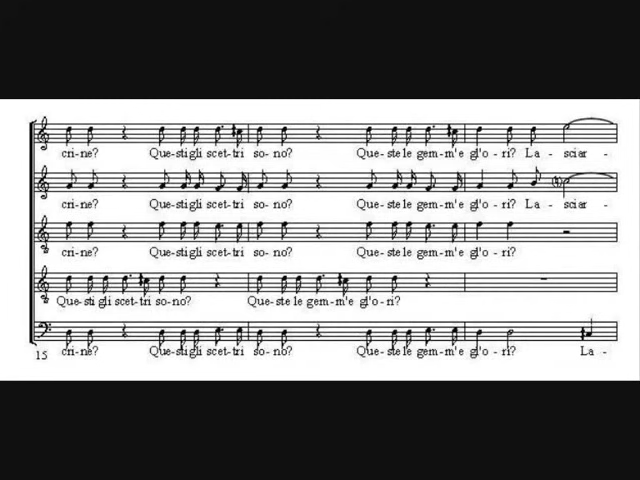 cri-ne? Que-sti gli scet-tri so-no? Que-ste le gem-m'e gl'o-ri? La-sciar-
cri-ne? Que-sti gli scet-tri so-no? Que-ste le gem-m'e gl'o-ri? La-sciar-
cri-ne? Que-sti gli scet-tri so-no? Que-ste le gem-m'e gl'o-ri?
Que-sti gli scet-tri so-no? Que-ste le gem-m'e gl'o-ri?
cri-ne? Que-sti gli scet-tri so-no? Que-ste le gem-m'e gl'o-ri? La-
15